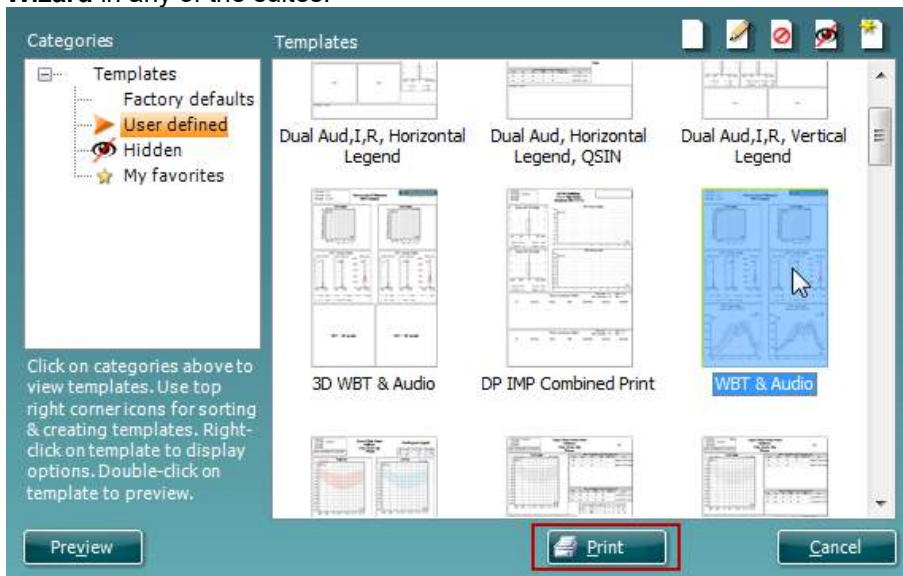 Wizard in any of the suites.
Categories
Templates
Templates
Factory defaults
User defined
Hidden
My favorites
Click on categories above to
view templates. Use top
right corner icons for sorting
& creating templates. Right-
click on template to display
options. Double-click on
template to preview.
Dual Aud,I,R, Horizontal
Legend
Dual Aud, Horizontal
Legend, QSIN
Dual Aud,I,R, Vertical
Legend
3D WBT & Audio
DP IMP Combined Print
WBT & Audio
Preview
Print
Cancel